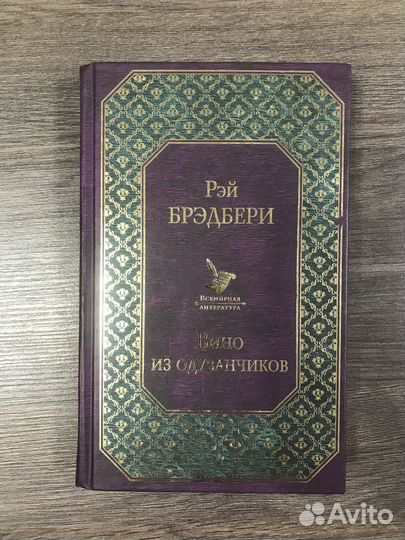 Рэй
БРЭДБЕРИ
Всемирная
литература
Вино
из одуванчиков
Avito